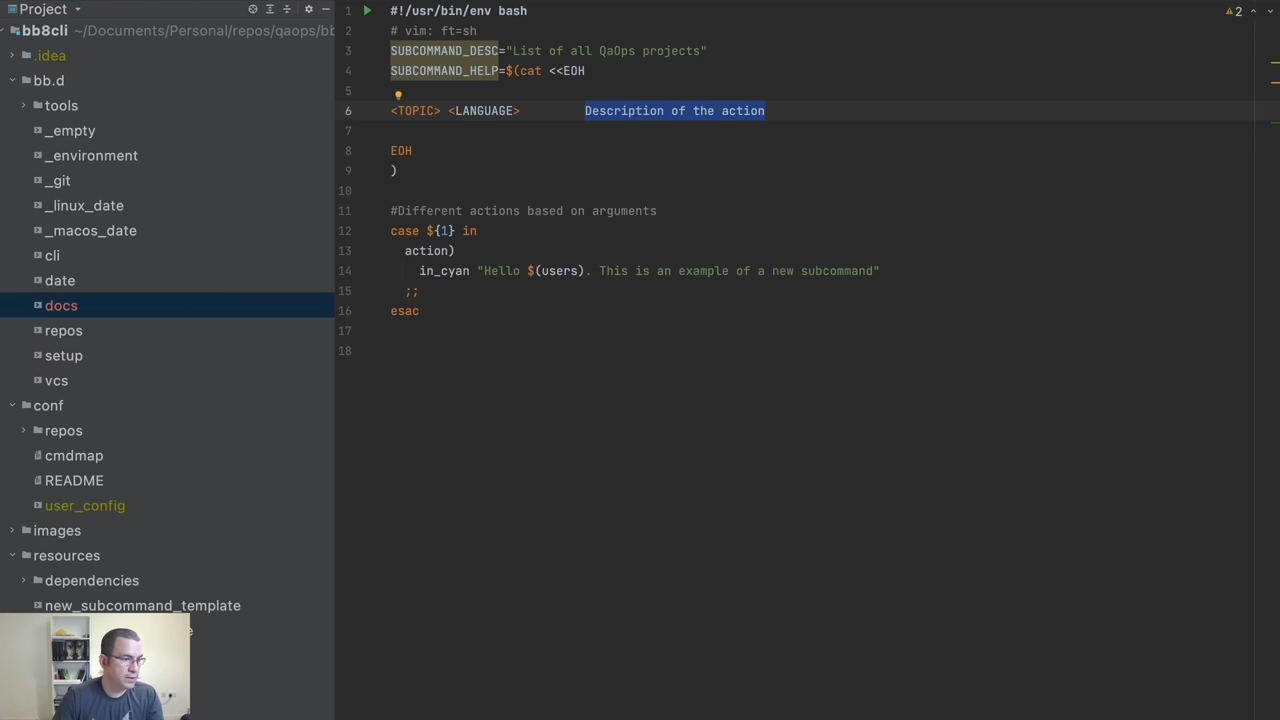 Project
bb8cli ~/Documents/Personal/repos/qaops/bb
.idea
bb.d
tools
_empty
_environment
_git
_linux_date
_macos_date
cli
date
docs
repos
setup
vcs
conf
repos
cmdmap
README
user_config
images
resources
dependencies
new_subcommand_template
e
1 #!/usr/bin/env bash
2 # vim: ft=sh
3 SUBCOMMAND_DESC="List of all QaOps projects"
4 SUBCOMMAND_HELP=$(cat <<EOH
5
6 <TOPIC> <LANGUAGE> Description of the action
7
8 EOH
9 )
10
11 #Different actions based on arguments
12 case ${1} in
13 action)
14 in_cyan "Hello $(users). This is an example of a new subcommand"
15 ;;
16 esac
17
18
2